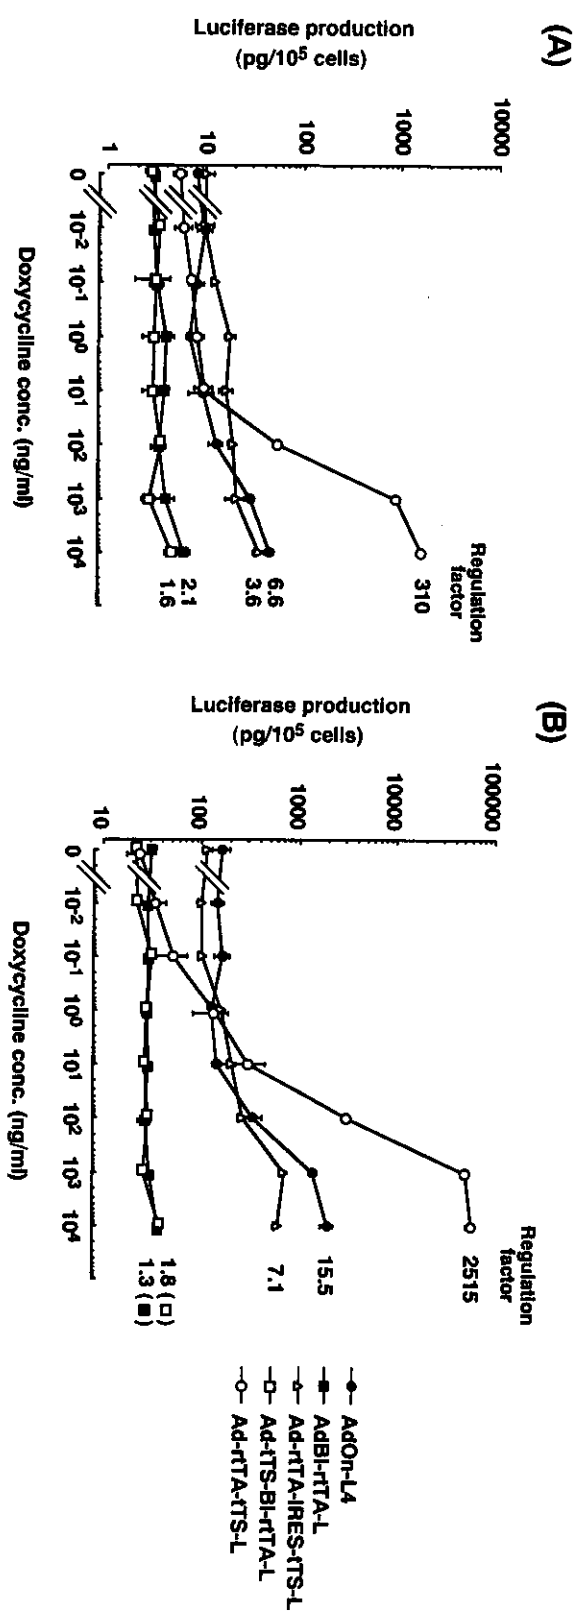 (A)
Luciferase production
(pg/10⁵ cells)
10000
1000
100
10
1
0
10⁻²
10⁻¹
10⁰
10¹
10²
10³
10⁴
Doxycycline conc. (ng/ml)
Regulation
factor
310
6.6
3.6
2.1
1.6
(B)
Luciferase production
(pg/10⁵ cells)
100000
10000
1000
100
10
0
10⁻²
10⁻¹
10⁰
10¹
10²
10³
10⁴
Doxycycline conc. (ng/ml)
Regulation
factor
2515
15.5
7.1
1.8 (□)
1.3 (■)
AdOn-L4
AdBI-rtTA-L
Ad-rtTA-IRES-tTS-L
Ad-tTS-BI-rtTA-L
Ad-rtTA-tTS-L